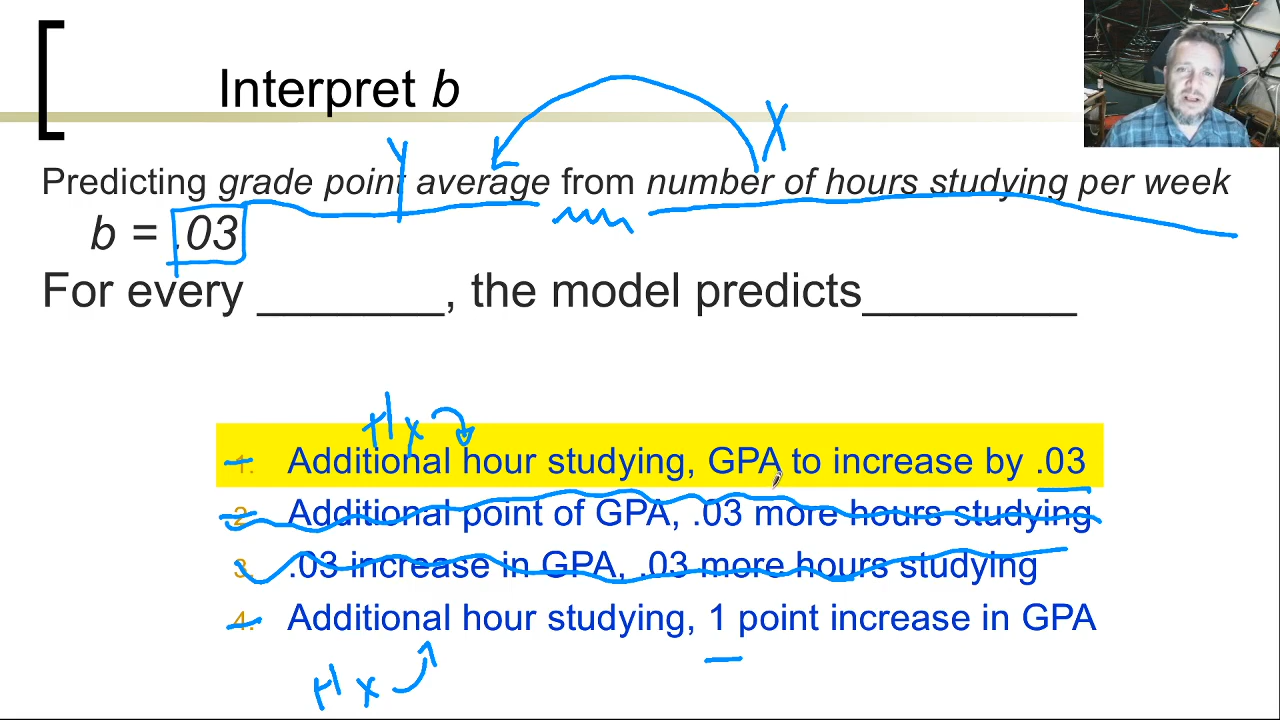 Interpret b
X
Y
Predicting grade point average from number of hours studying per week
b = .03
For every _______, the model predicts________
+1 x
1. Additional hour studying, GPA to increase by .03
2. Additional point of GPA, .03 more hours studying
3. .03 increase in GPA, .03 more hours studying
4. Additional hour studying, 1 point increase in GPA
+1 x